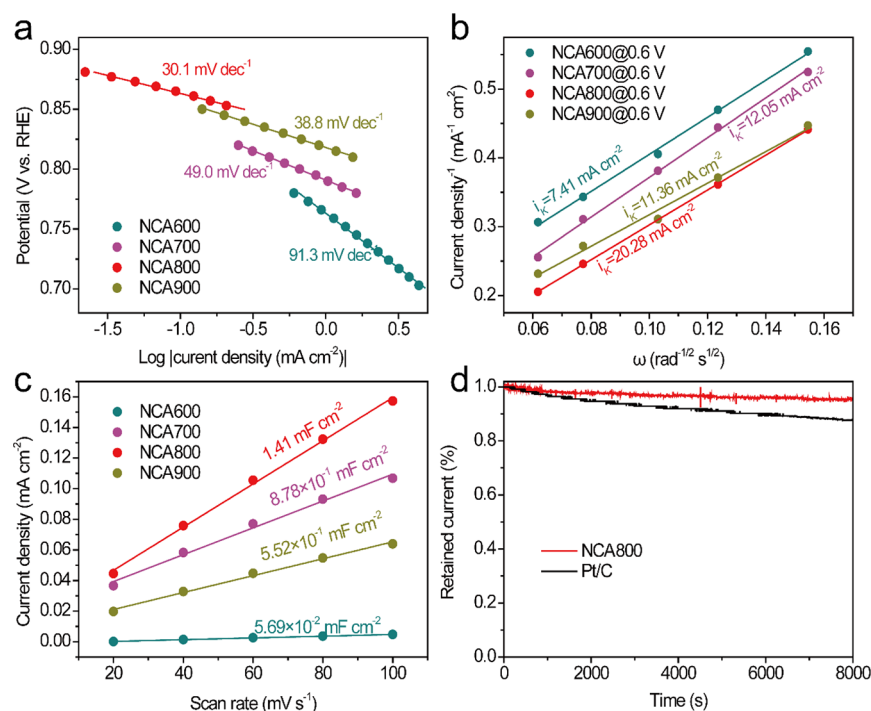 a
0.90
0.85
0.80
0.75
0.70
Potential (V vs. RHE)
30.1 mV dec-1
38.8 mV dec-1
49.0 mV dec-1
91.3 mV dec-1
NCA600
NCA700
NCA800
NCA900
-1.5 -1.0 -0.5 0.0 0.5
Log |curent density (mA cm-2)|
b
0.5
0.4
0.3
0.2
Current density-1 (mA-1 cm2)
NCA600@0.6 V
NCA700@0.6 V
NCA800@0.6 V
NCA900@0.6 V
iK=7.41 mA cm-2
iK=12.05 mA cm-2
iK=11.36 mA cm-2
iK=20.28 mA cm-2
0.06 0.08 0.10 0.12 0.14 0.16
ω (rad-1/2 s1/2)
c
0.16
0.14
0.12
0.10
0.08
0.06
0.04
0.02
0.00
Current density (mA cm-2)
NCA600
NCA700
NCA800
NCA900
1.41 mF cm-2
8.78×10-1 mF cm-2
5.52×10-1 mF cm-2
5.69×10-2 mF cm-2
20 40 60 80 100
Scan rate (mV s-1)
d
1.0
0.8
0.6
0.4
0.2
0.0
Retained current (%)
NCA800
Pt/C
0 2000 4000 6000 8000
Time (s)